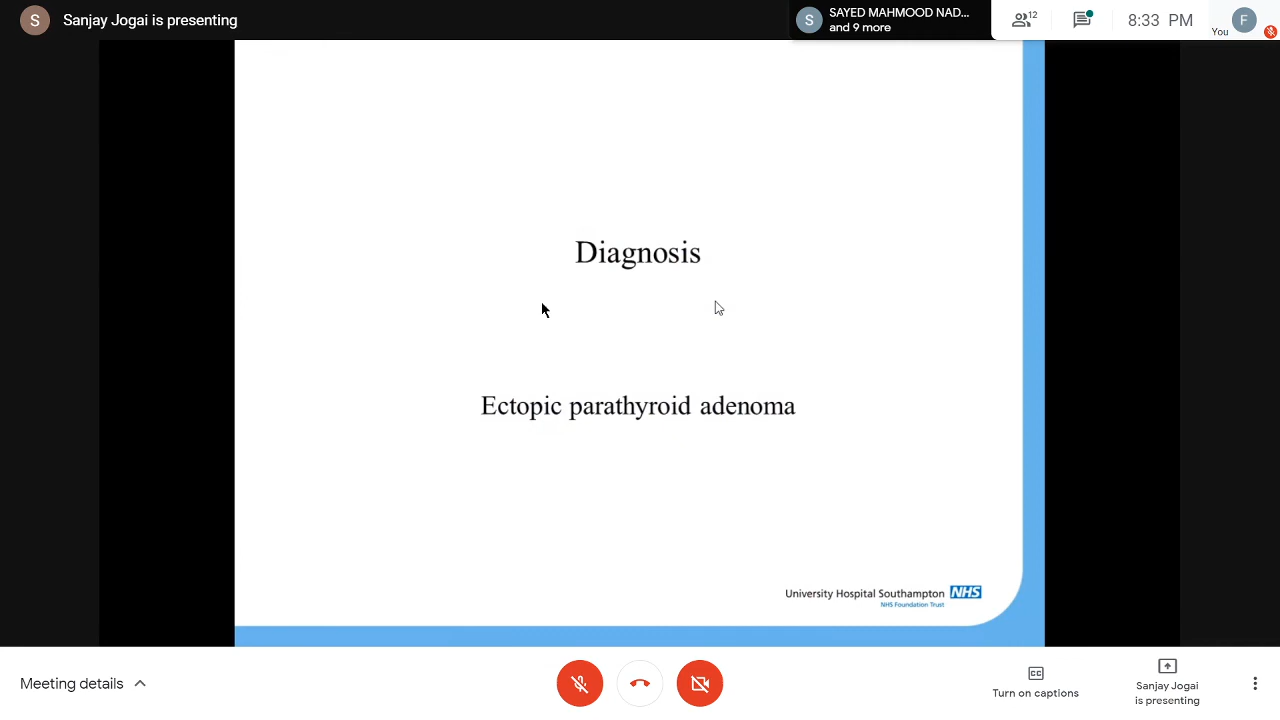 S
Sanjay Jogai is presenting
S
SAYED MAHMOOD NAD...
and 9 more
12
8:33 PM
You
F
Diagnosis
Ectopic parathyroid adenoma
University Hospital Southampton NHS
NHS Foundation Trust
Meeting details
CC
Turn on captions
Sanjay Jogai
is presenting